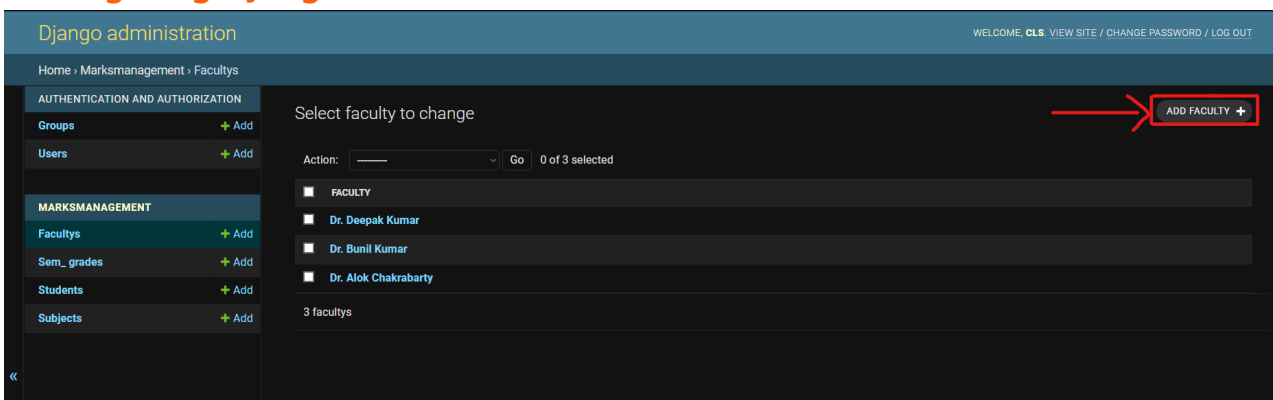 Django administration
WELCOME, CLS. VIEW SITE / CHANGE PASSWORD / LOG OUT
Home › Marksmanagement › Facultys
AUTHENTICATION AND AUTHORIZATION
Groups + Add
Users + Add
MARKSMANAGEMENT
Facultys + Add
Sem_ grades + Add
Students + Add
Subjects + Add
«
Select faculty to change
ADD FACULTY +
Action: --------- Go 0 of 3 selected
FACULTY
Dr. Deepak Kumar
Dr. Bunil Kumar
Dr. Alok Chakrabarty
3 facultys